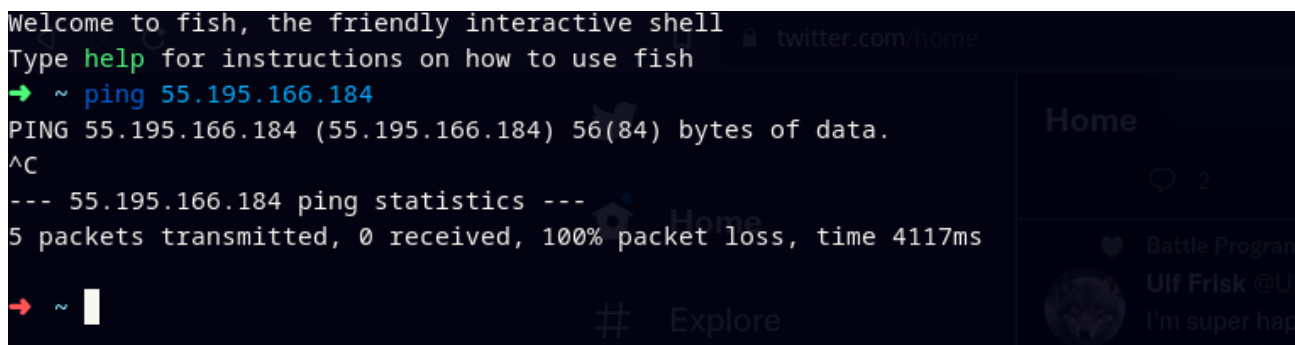 Welcome to fish, the friendly interactive shell
twitter.com/home
Type help for instructions on how to use fish
➜ ~ ping 55.195.166.184
PING 55.195.166.184 (55.195.166.184) 56(84) bytes of data.
Home
^C
2
--- 55.195.166.184 ping statistics ---
Home
5 packets transmitted, 0 received, 100% packet loss, time 4117ms
Battle Program
Ulf Frisk @U
➜ ~
# Explore
I'm super hap